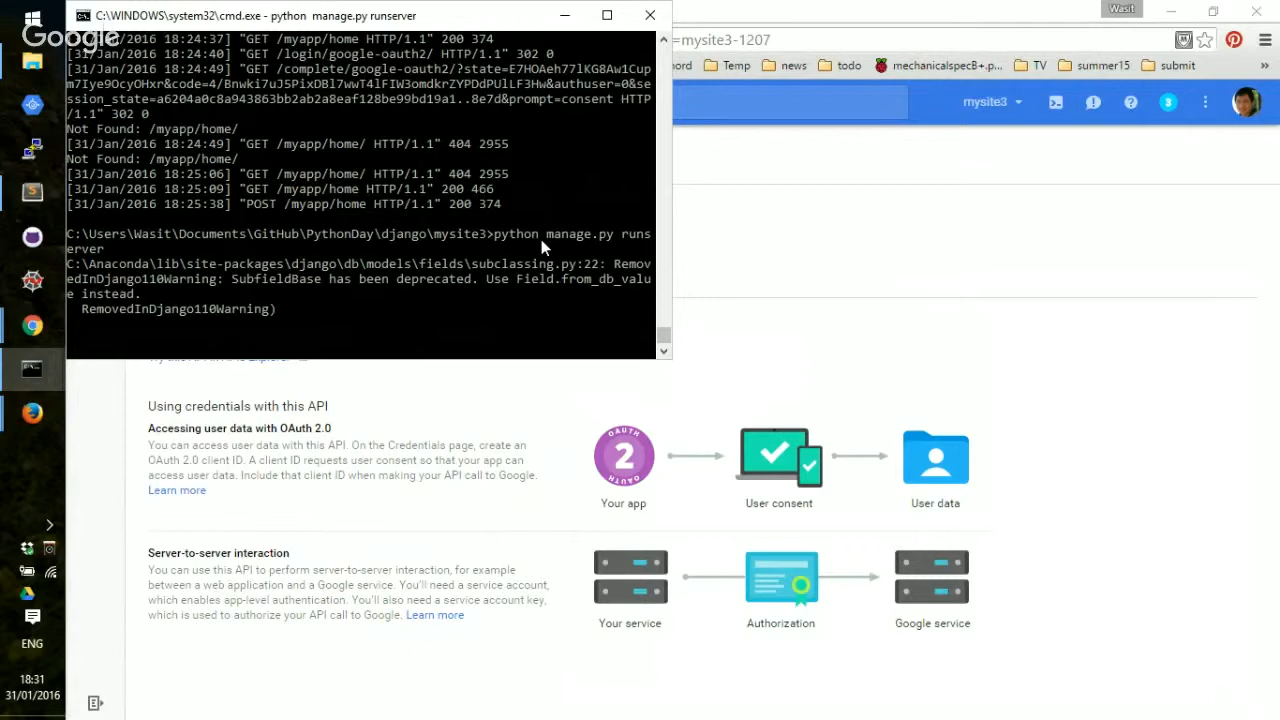 C:\WINDOWS\system32\cmd.exe - python  manage.py runserver
Wasit
Google
/Jan/2016 18:24:37] "GET /myapp/home HTTP/1.1" 200 374
[31/Jan/2016 18:24:40] "GET /login/google-oauth2/ HTTP/1.1" 302 0
[31/Jan/2016 18:24:49] "GET /complete/google-oauth2/?state=E7HOAeh77lKG8Aw1Cup
m7Iye9OcyOHxr&code=4/Bnwki7uJ5PixDBl7wwT4lFIW3omdkrZYPDdPUlLF3Hw&authuser=0&se
ssion_state=a6204a0c8a943863bb2ab2a8eaf128be99bd19a1..8e7d&prompt=consent HTTP
/1.1" 302 0
Not Found: /myapp/home/
[31/Jan/2016 18:24:49] "GET /myapp/home/ HTTP/1.1" 404 2955
Not Found: /myapp/home/
[31/Jan/2016 18:25:06] "GET /myapp/home/ HTTP/1.1" 404 2955
[31/Jan/2016 18:25:09] "GET /myapp/home HTTP/1.1" 200 466
[31/Jan/2016 18:25:38] "POST /myapp/home HTTP/1.1" 200 374
C:\Users\Wasit\Documents\GitHub\PythonDay\django\mysite3>python manage.py runs
erver
C:\Anaconda\lib\site-packages\django\db\models\fields\subclassing.py:22: Remov
edInDjango110Warning: SubfieldBase has been deprecated. Use Field.from_db_valu
e instead.
RemovedInDjango110Warning)
=mysite3-1207
ord Temp news todo mechanicalspecB+.p... TV summer15 submit »
mysite3
3
Using credentials with this API
Accessing user data with OAuth 2.0
You can access user data with this API. On the Credentials page, create an
OAuth 2.0 client ID. A client ID requests user consent so that your app can
access user data. Include that client ID when making your API call to Google.
Learn more
OAUTH
2
OAUTH
Your app
User consent
User data
Server-to-server interaction
You can use this API to perform server-to-server interaction, for example
between a web application and a Google service. You'll need a service account,
which enables app-level authentication. You'll also need a service account key,
which is used to authorize your API call to Google. Learn more
Your service
Authorization
Google service
ENG
18:31
31/01/2016